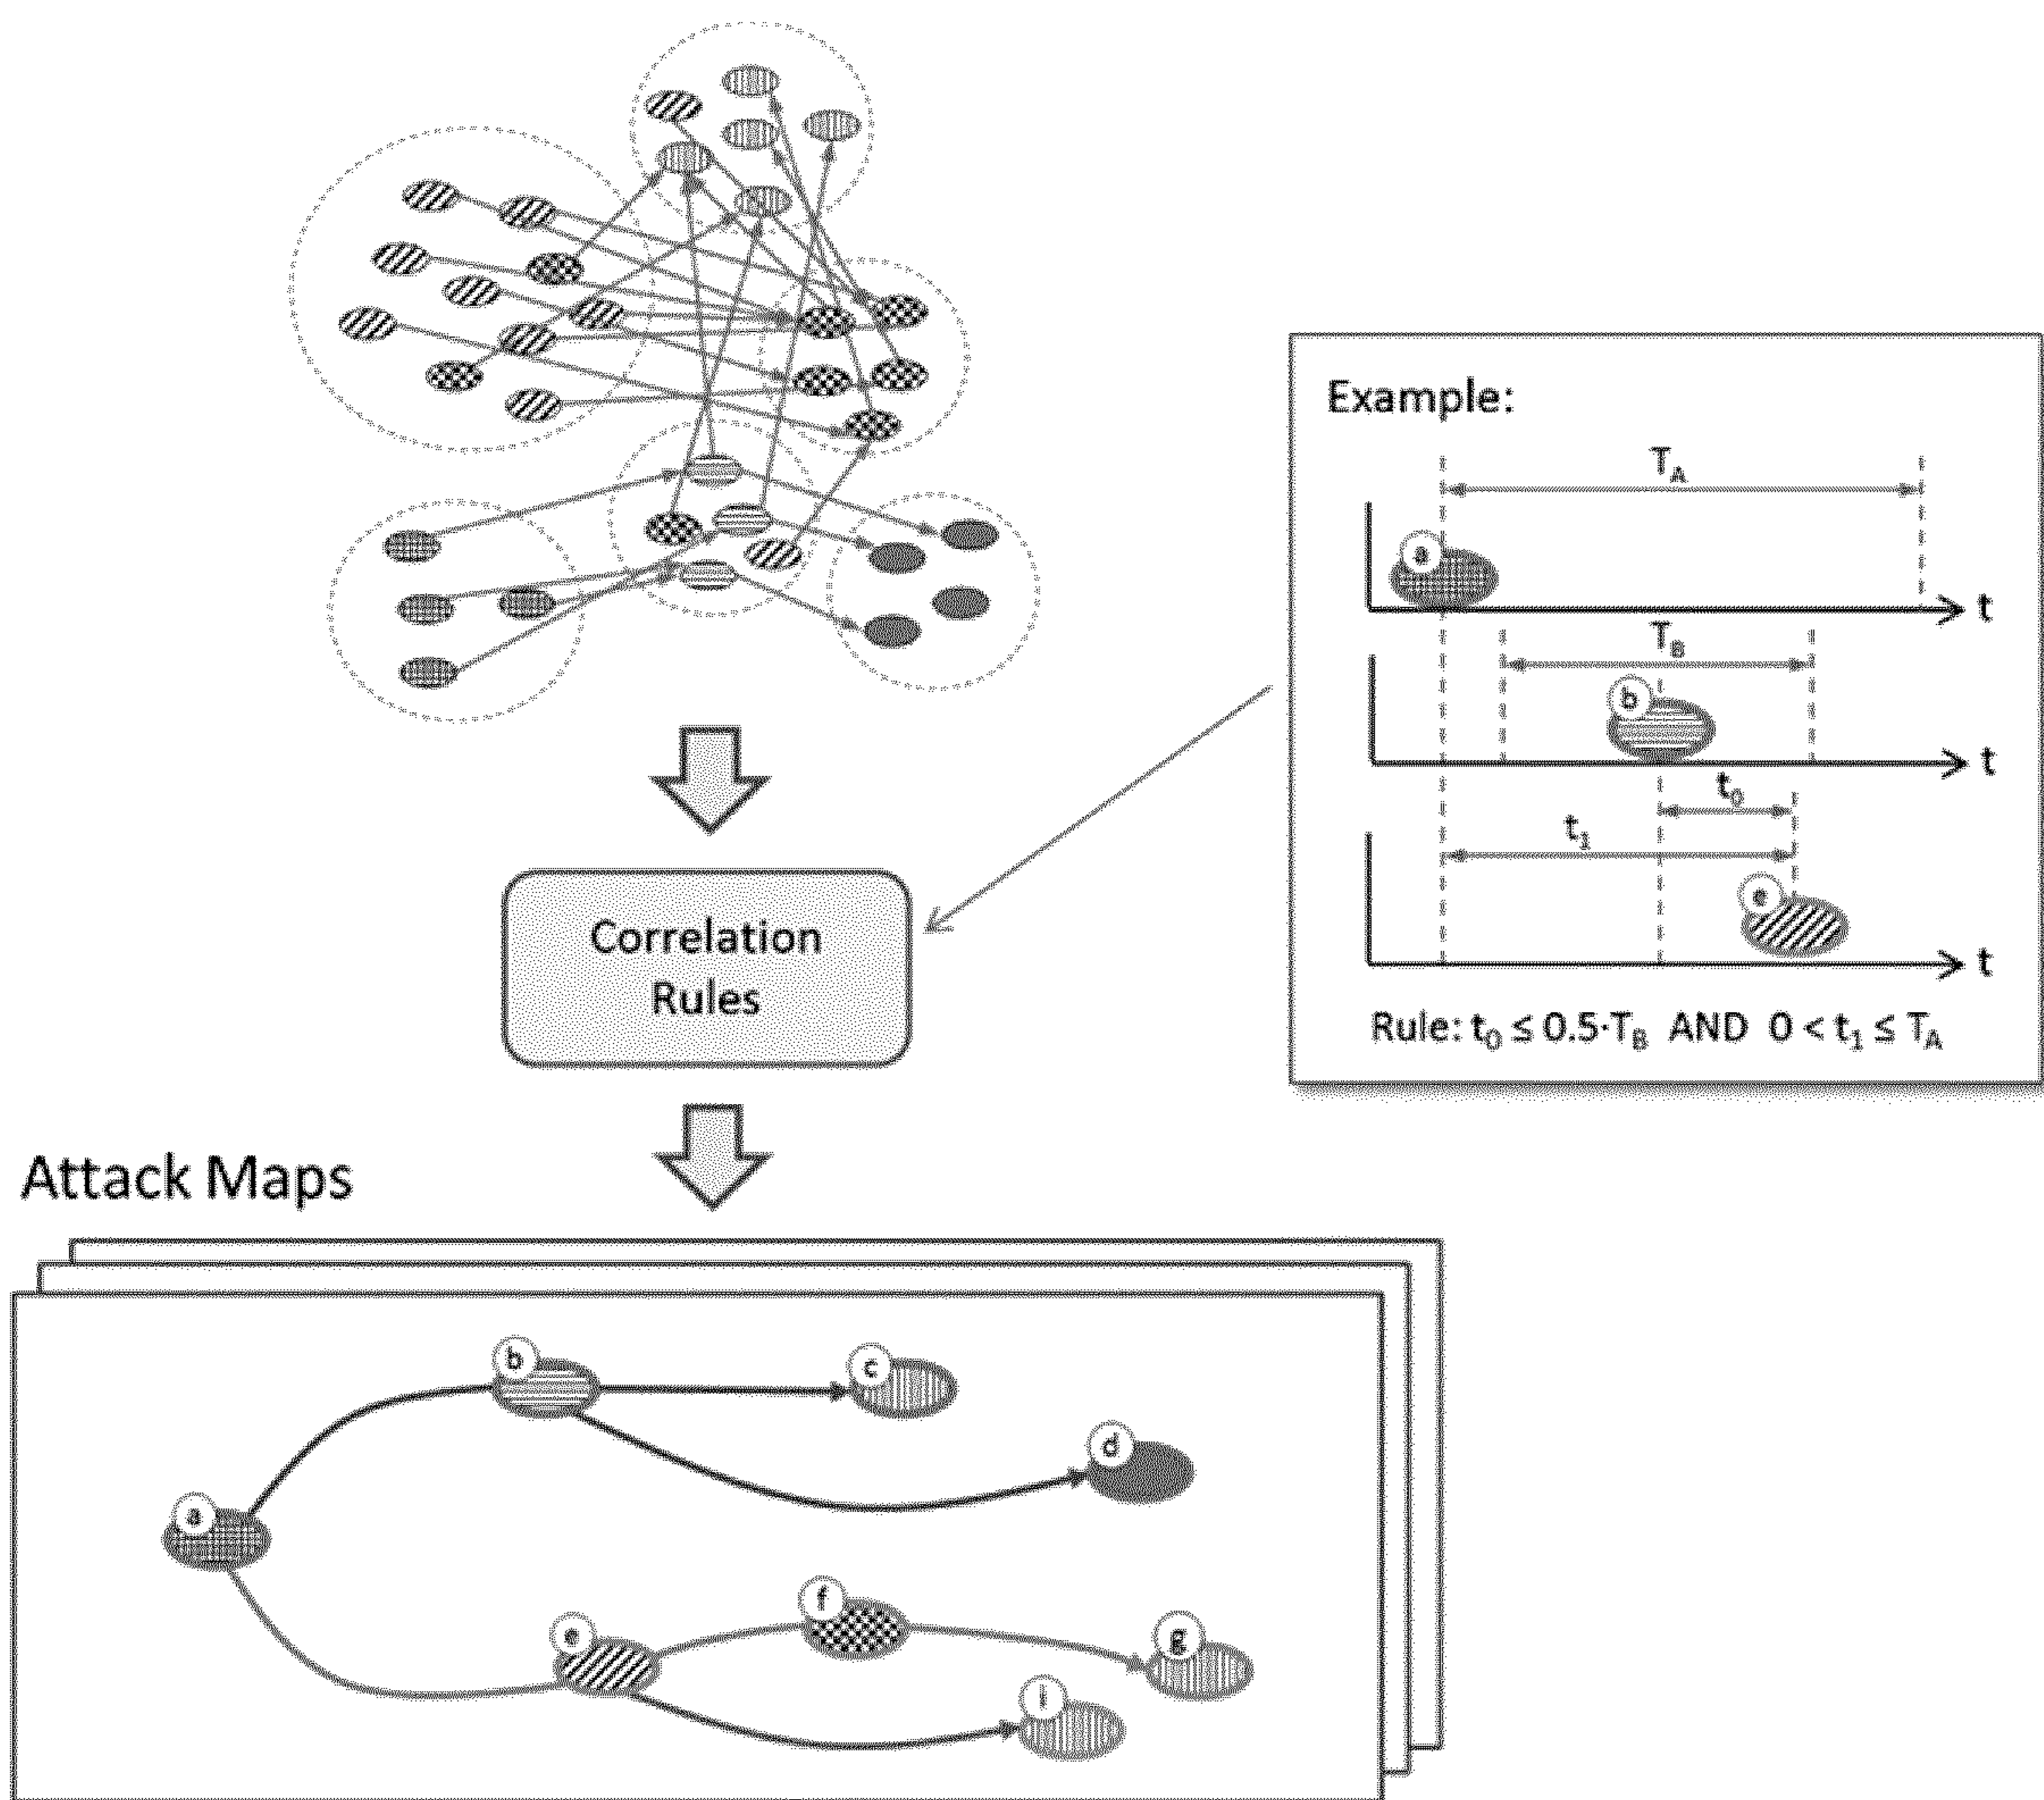 Example:
T_A
a
t
T_B
b
t
t_0
t_1
e
t
Rule: t_0 ≤ 0.5·T_B AND 0 < t_1 ≤ T_A
Correlation
Rules
Attack Maps
b
c
d
a
f
e
g
i